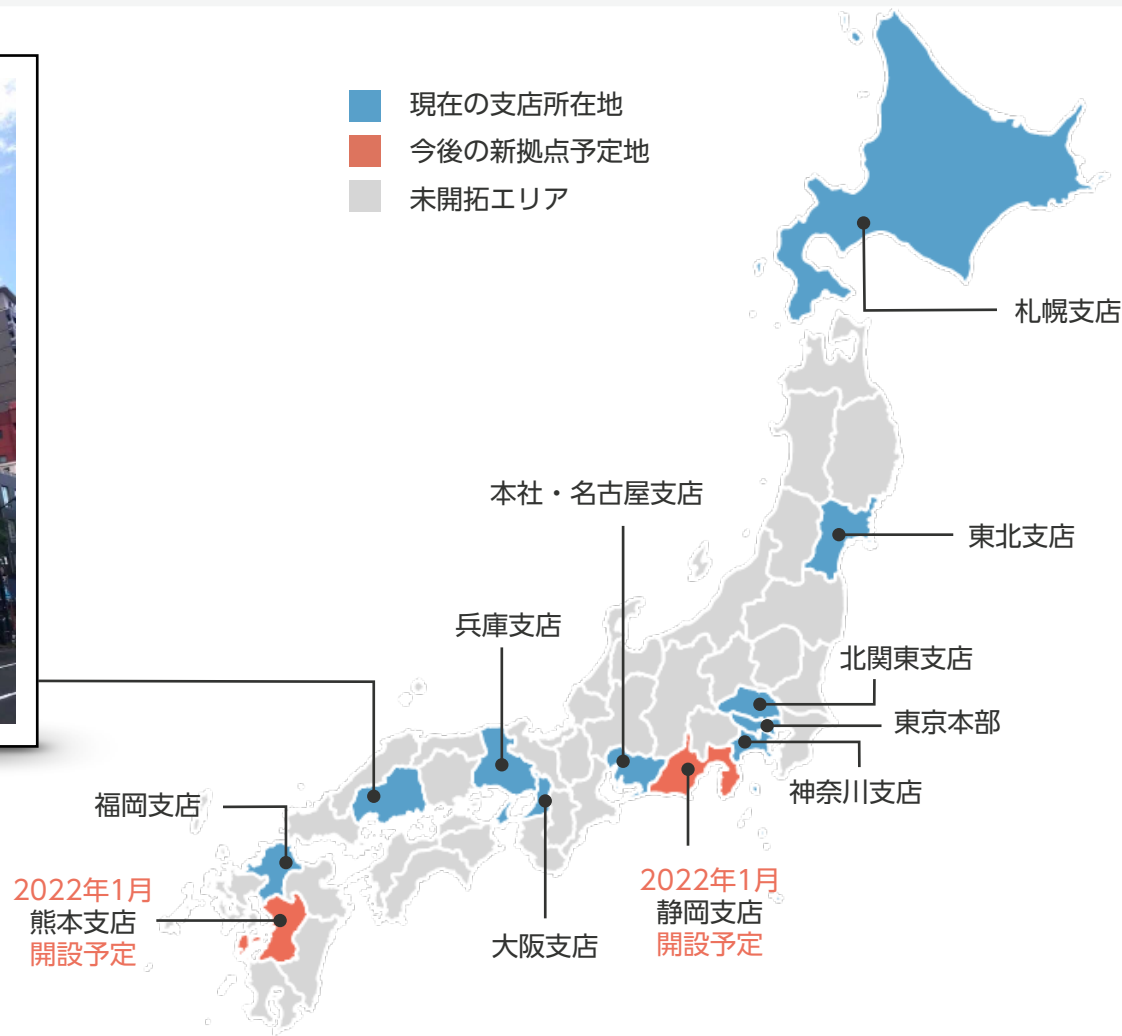 現在の支店所在地
今後の新拠点予定地
未開拓エリア
札幌支店
本社・名古屋支店
東北支店
兵庫支店
北関東支店
東京本部
神奈川支店
福岡支店
2022年1月
熊本支店
開設予定
2022年1月
静岡支店
開設予定
大阪支店